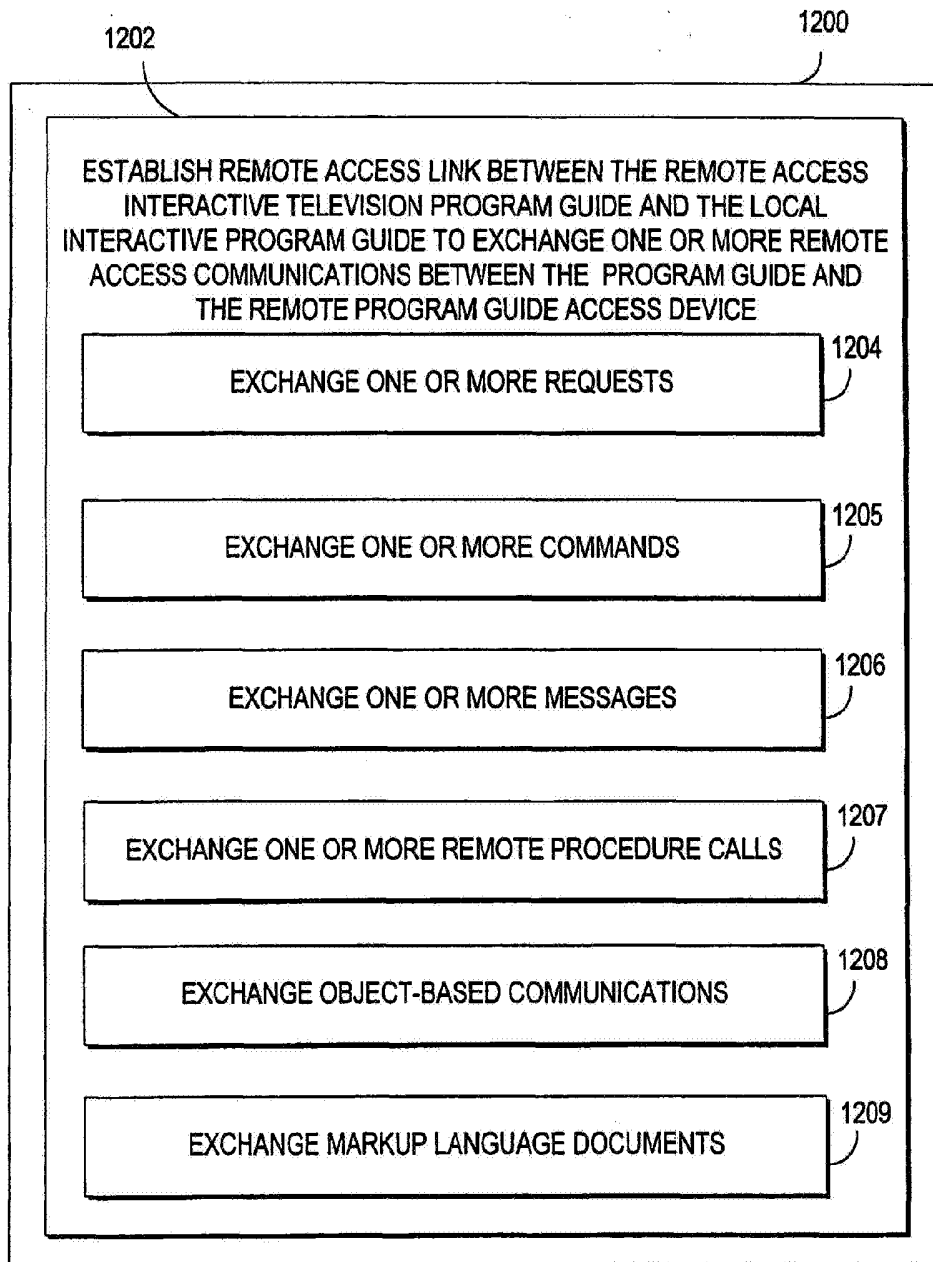 1202
1200
ESTABLISH REMOTE ACCESS LINK BETWEEN THE REMOTE ACCESS
INTERACTIVE TELEVISION PROGRAM GUIDE AND THE LOCAL
INTERACTIVE PROGRAM GUIDE TO EXCHANGE ONE OR MORE REMOTE
ACCESS COMMUNICATIONS BETWEEN THE PROGRAM GUIDE AND
THE REMOTE PROGRAM GUIDE ACCESS DEVICE
1204
EXCHANGE ONE OR MORE REQUESTS
1205
EXCHANGE ONE OR MORE COMMANDS
1206
EXCHANGE ONE OR MORE MESSAGES
1207
EXCHANGE ONE OR MORE REMOTE PROCEDURE CALLS
1208
EXCHANGE OBJECT-BASED COMMUNICATIONS
1209
EXCHANGE MARKUP LANGUAGE DOCUMENTS